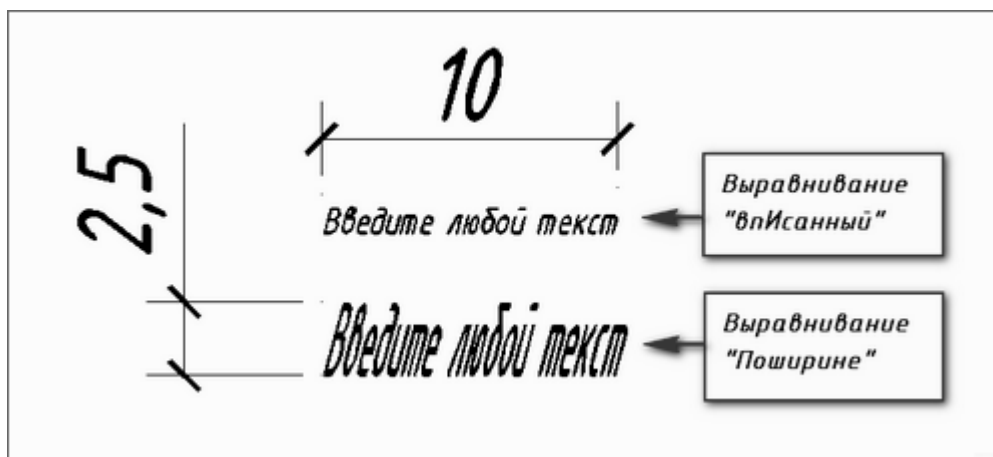 10
2,5
Введите любой текст
Выравнивание
"впИсанный"
Введите любой текст
Выравнивание
"Поширине"